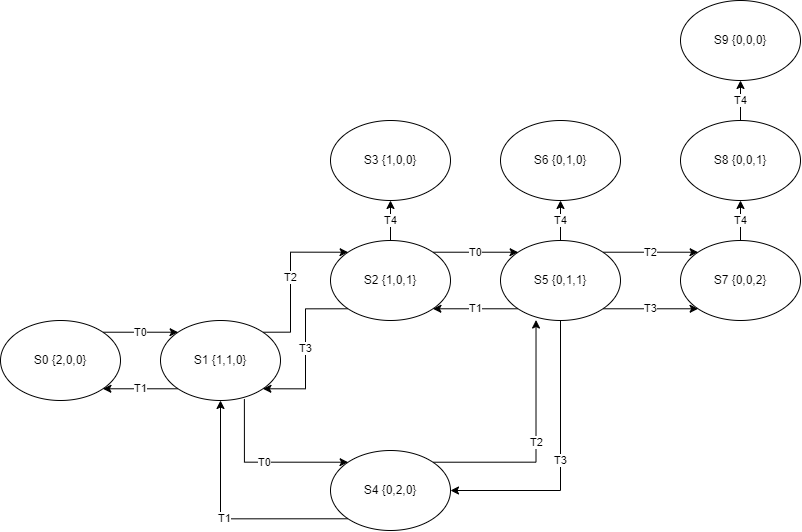 S9 {0,0,0}
T4
S3 {1,0,0}
S6 {0,1,0}
S8 {0,0,1}
T4
T4
T4
T0
T2
T2
S2 {1,0,1}
S5 {0,1,1}
S7 {0,0,2}
T1
T3
T0
T3
S0 {2,0,0}
S1 {1,1,0}
T1
T2
T0
T3
S4 {0,2,0}
T1